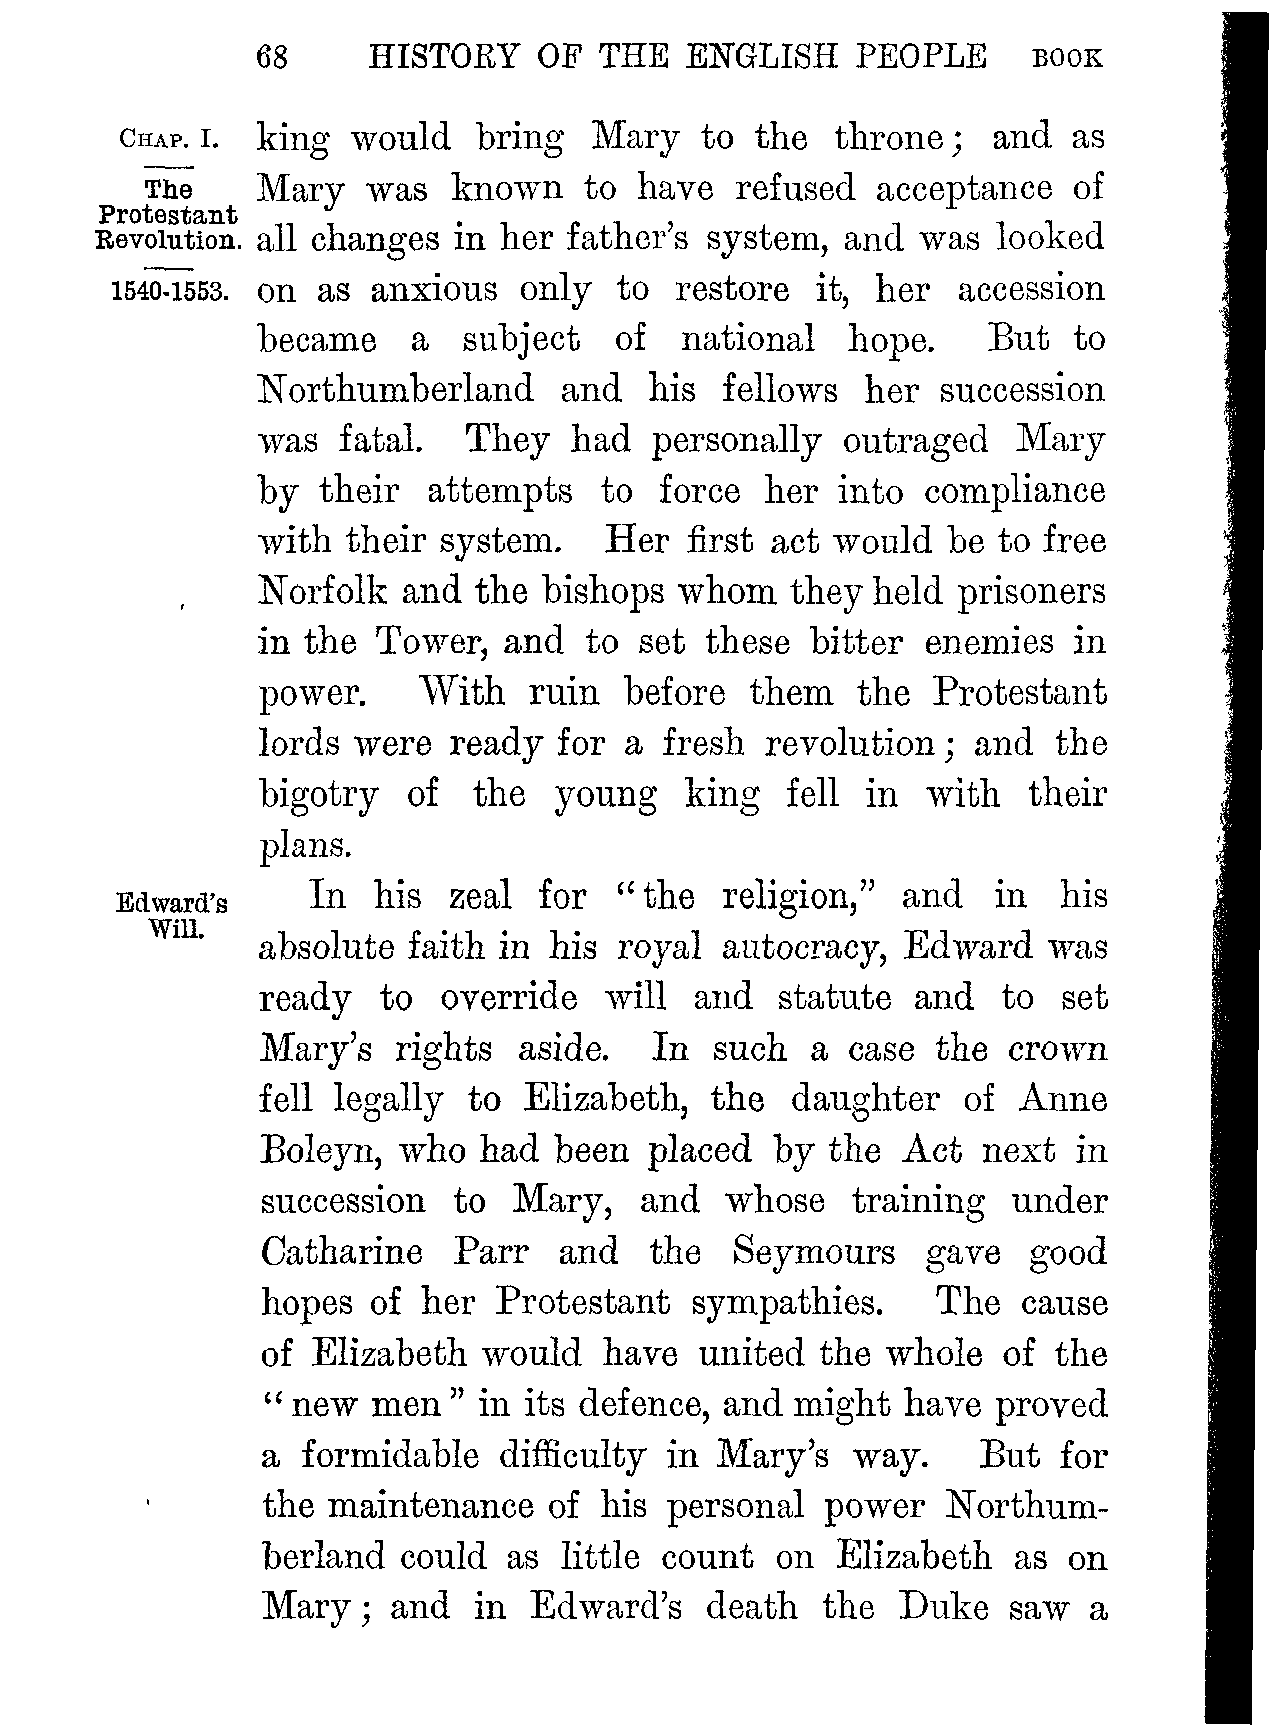 68 HISTORY OF THE ENGLISH PEOPLE BOOK
CHAP. I.
The
Protestant
Revolution.
1540-1553.
king would bring Mary to the throne; and as
Mary was known to have refused acceptance of
all changes in her father's system, and was looked
on as anxious only to restore it, her accession
became a subject of national hope. But to
Northumberland and his fellows her succession
was fatal. They had personally outraged Mary
by their attempts to force her into compliance
with their system. Her first act would be to free
Norfolk and the bishops whom they held prisoners
in the Tower, and to set these bitter enemies in
power. With ruin before them the Protestant
lords were ready for a fresh revolution; and the
bigotry of the young king fell in with their
plans.
Edward's
Will.
In his zeal for "the religion," and in his
absolute faith in his royal autocracy, Edward was
ready to override will and statute and to set
Mary's rights aside. In such a case the crown
fell legally to Elizabeth, the daughter of Anne
Boleyn, who had been placed by the Act next in
succession to Mary, and whose training under
Catharine Parr and the Seymours gave good
hopes of her Protestant sympathies. The cause
of Elizabeth would have united the whole of the
"new men" in its defence, and might have proved
a formidable difficulty in Mary's way. But for
the maintenance of his personal power Northum-
berland could as little count on Elizabeth as on
Mary; and in Edward's death the Duke saw a